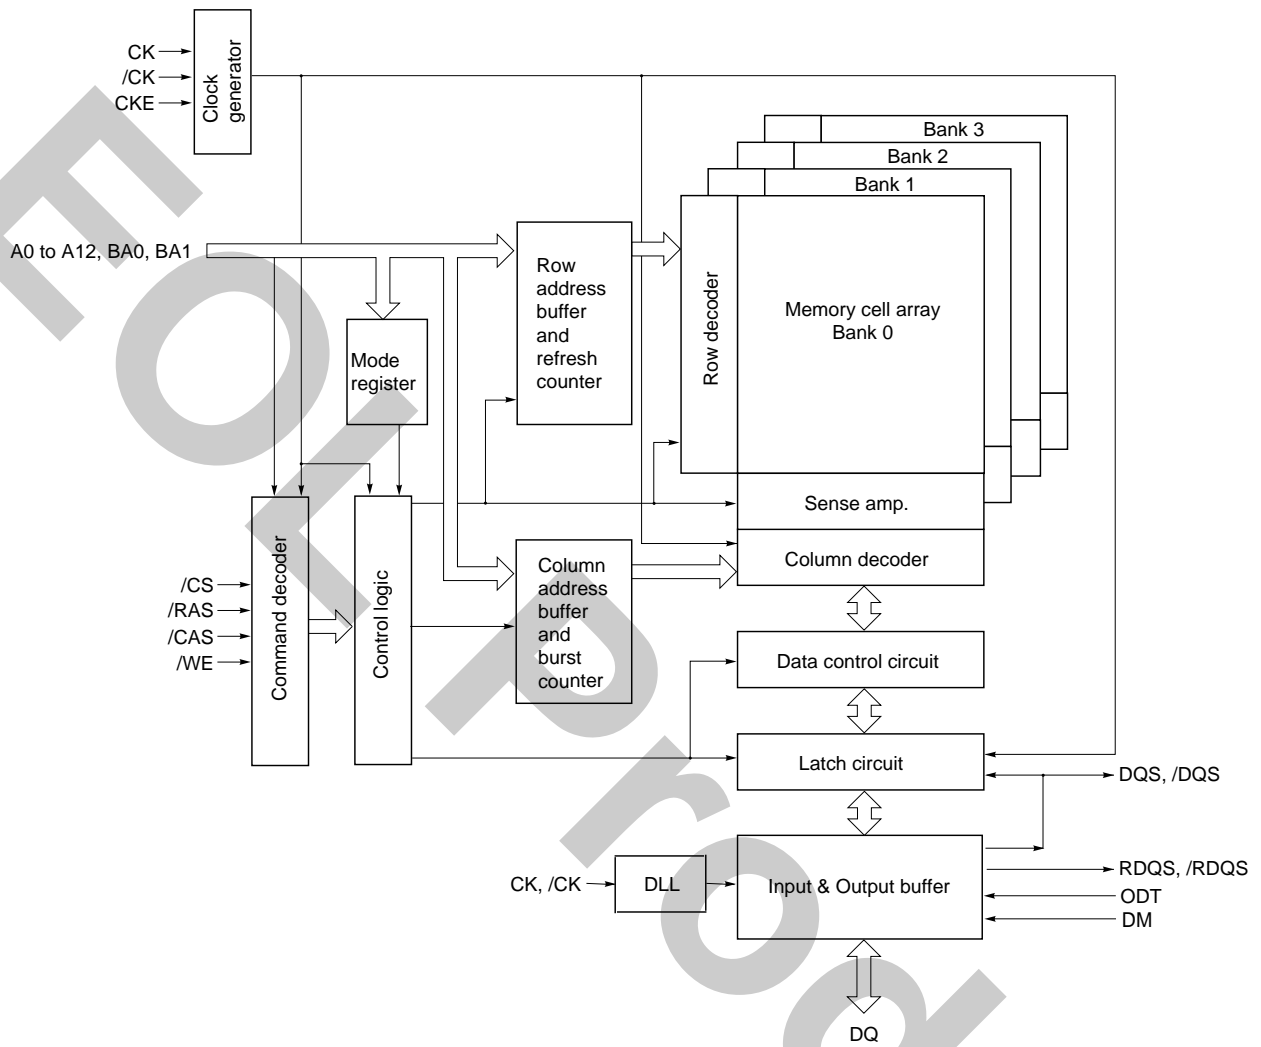 CK
/CK
CKE
Clock
generator
Bank 3
Bank 2
Bank 1
A0 to A12, BA0, BA1
Row
address
buffer
and
refresh
counter
Row decoder
Memory cell array
Bank 0
Mode
register
Sense amp.
Column decoder
Command decoder
Control logic
Column
address
buffer
and
burst
counter
/CS
/RAS
/CAS
/WE
Data control circuit
Latch circuit
DQS, /DQS
CK, /CK
DLL
Input & Output buffer
RDQS, /RDQS
ODT
DM
DQ
EOL Prod